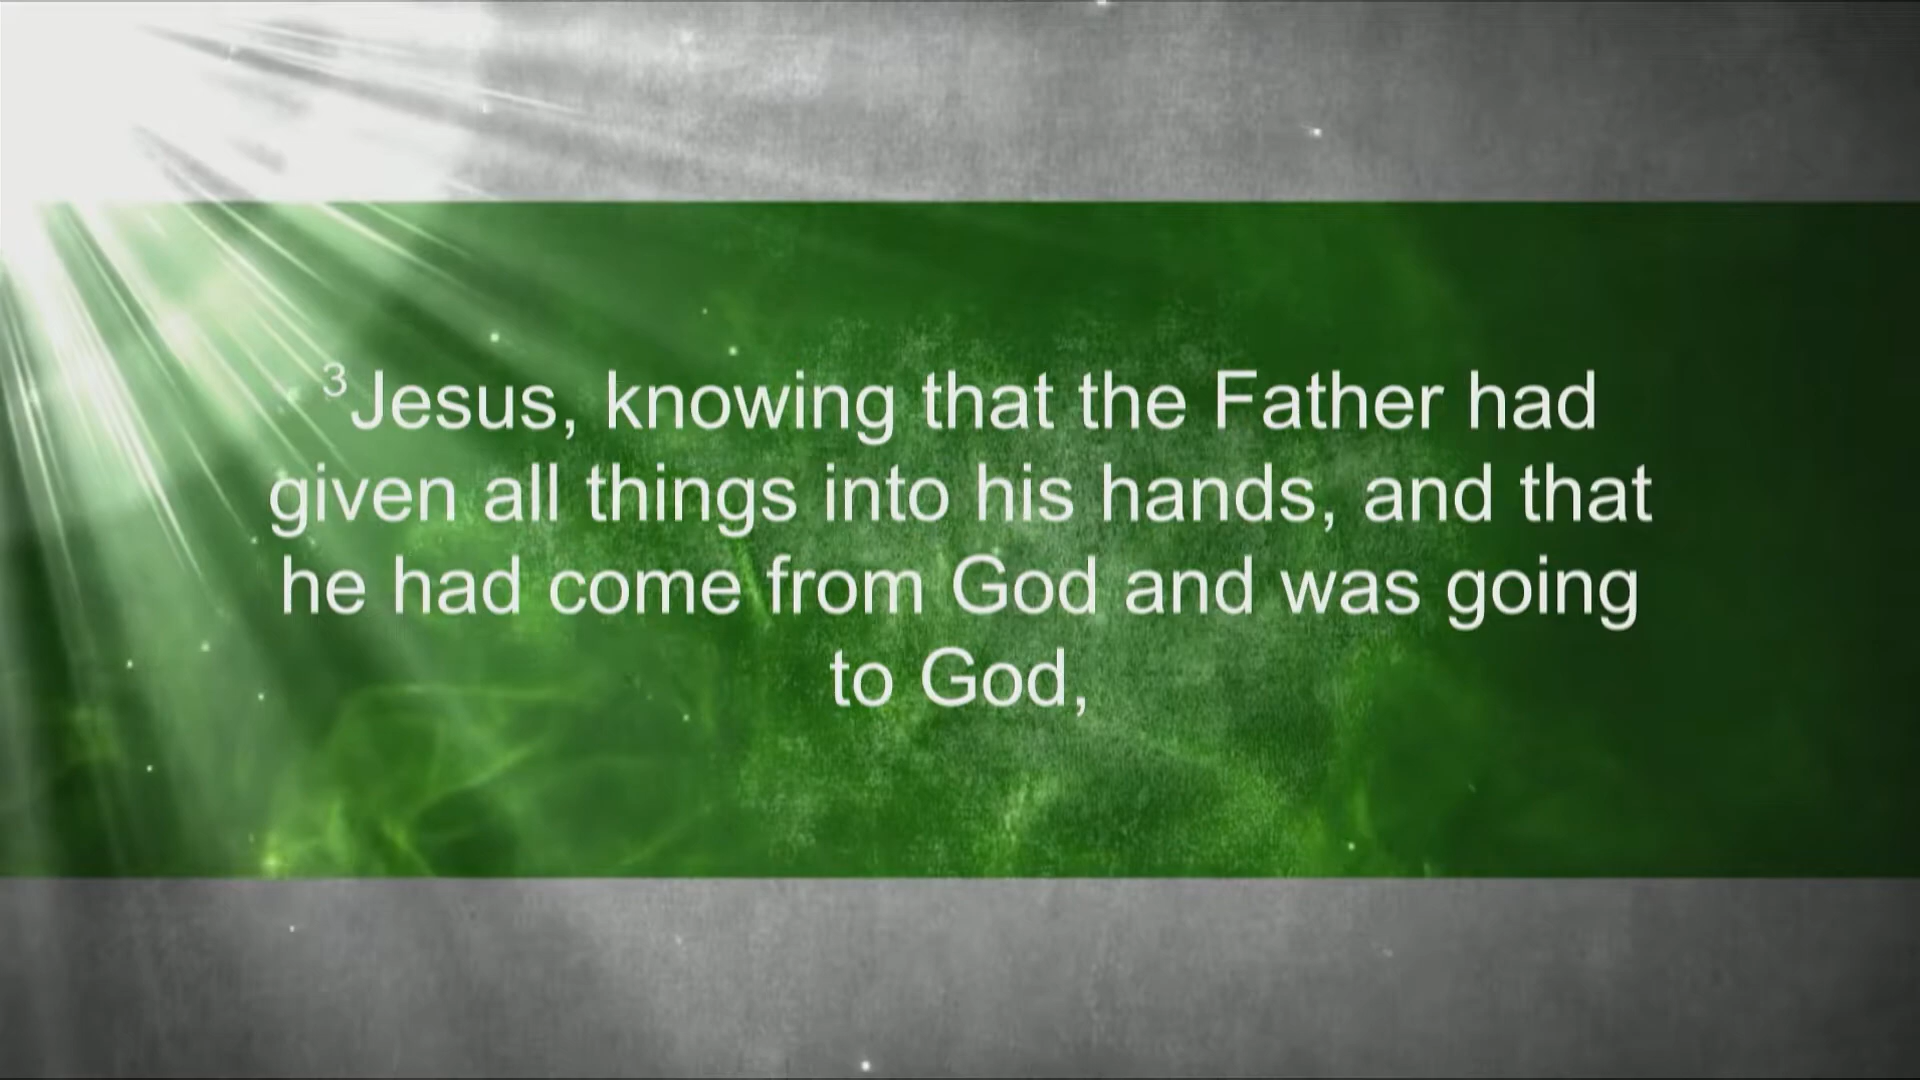 ³Jesus, knowing that the Father had
given all things into his hands, and that
he had come from God and was going
to God,